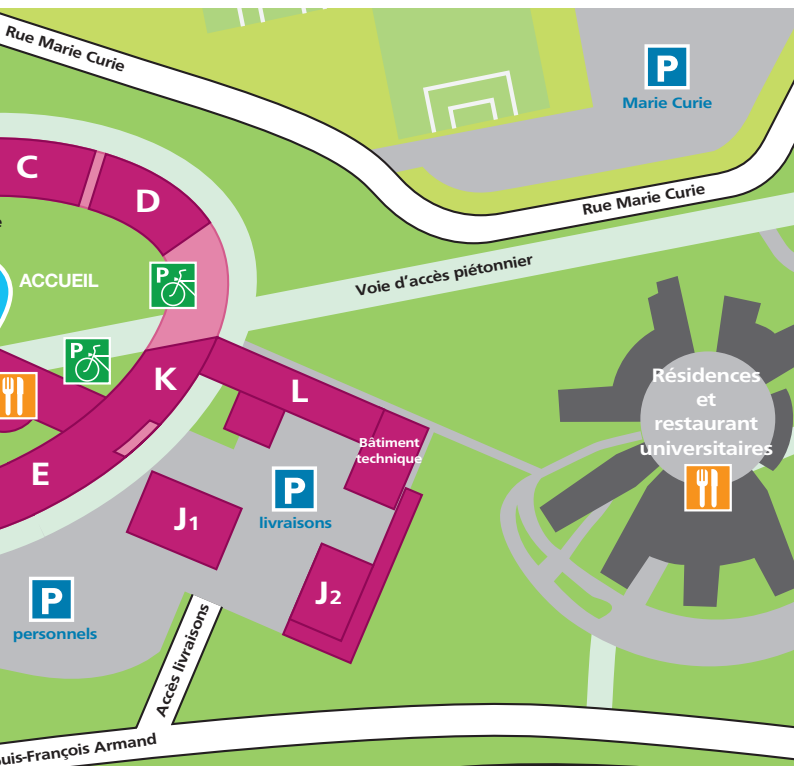 Rue Marie Curie
P
Marie Curie
C
D
Rue Marie Curie
ACCUEIL
P
Voie d'accès piétonnier
P
K
L
Résidences
et
restaurant
universitaires
Bâtiment
technique
E
P
livraisons
J1
J2
P
personnels
Accès livraisons
uis-François Armand